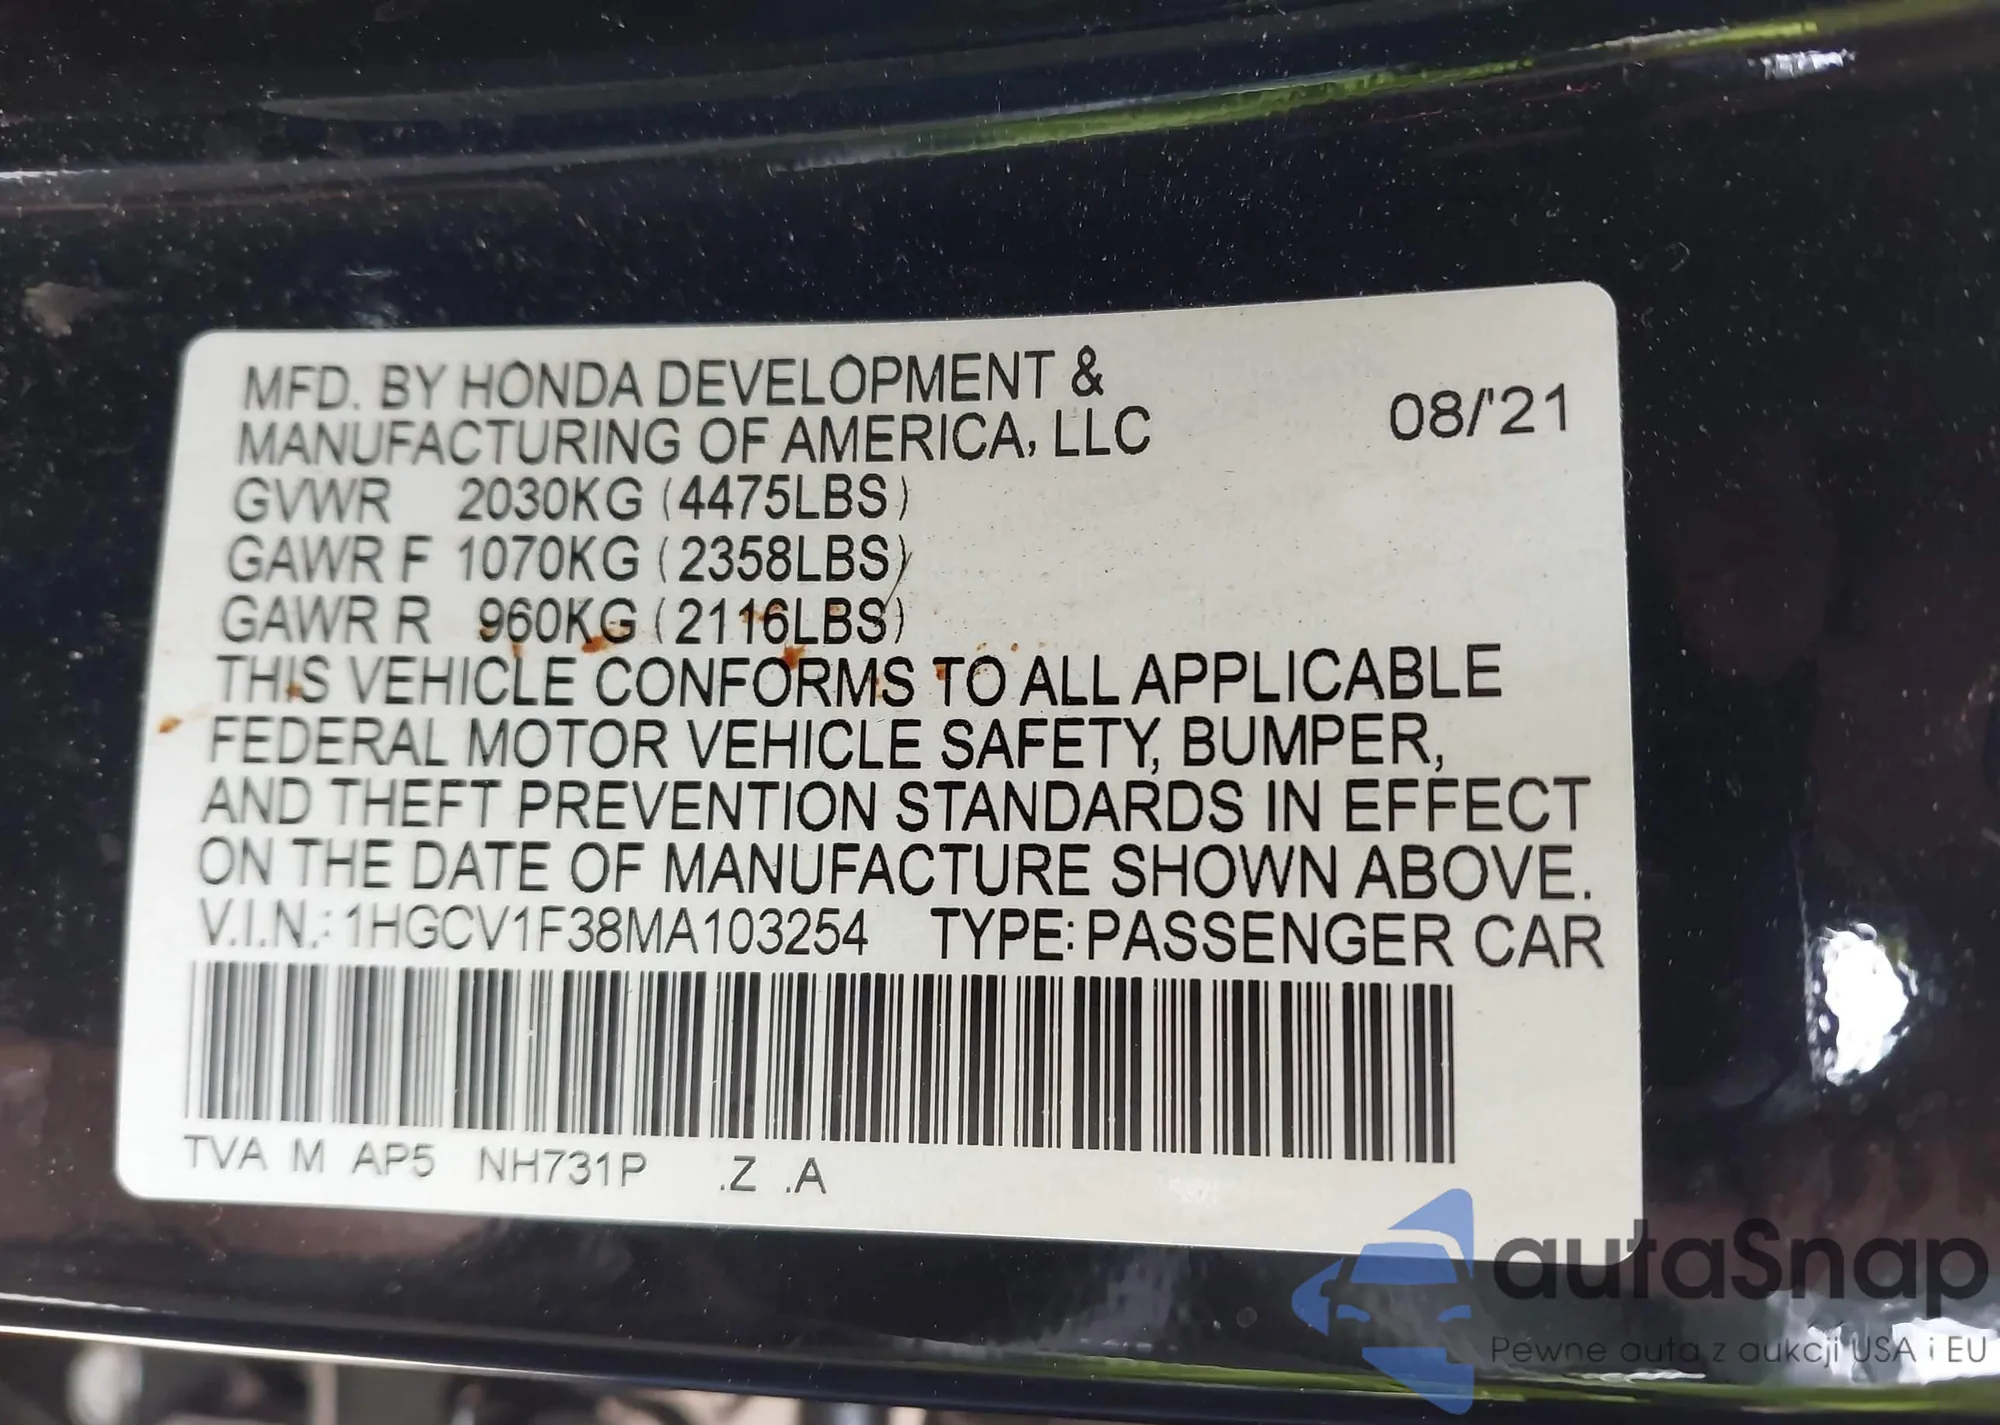 MFD. BY HONDA DEVELOPMENT &
MANUFACTURING OF AMERICA, LLC
08/'21
GVWR 2030KG (4475LBS)
GAWR F 1070KG (2358LBS)
GAWR R 960KG (2116LBS)
THIS VEHICLE CONFORMS TO ALL APPLICABLE
FEDERAL MOTOR VEHICLE SAFETY, BUMPER,
AND THEFT PREVENTION STANDARDS IN EFFECT
ON THE DATE OF MANUFACTURE SHOWN ABOVE.
V.I.N.: 1HGCV1F38MA103254 TYPE: PASSENGER CAR
TVA M AP5 NH731P .Z .A
autaSnap
Pewne auta z aukcji USA i EU